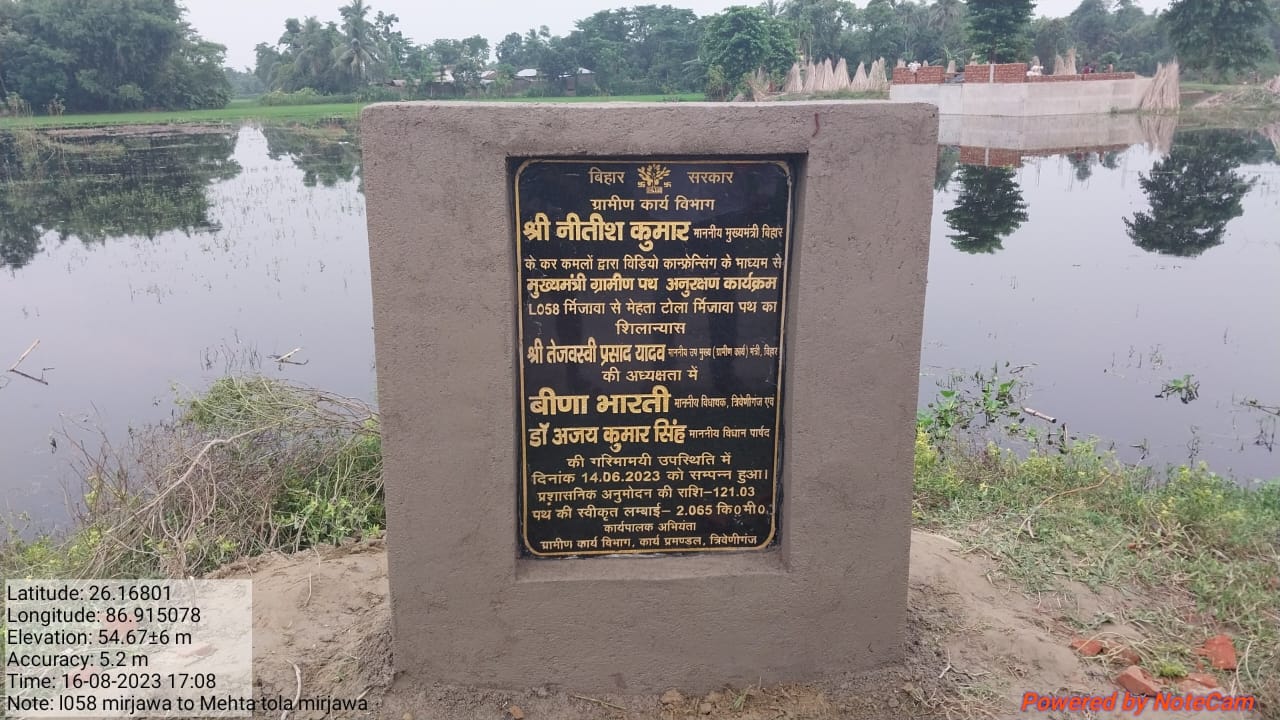 बिहार सरकार
ग्रामीण कार्य विभाग
श्री नीतीश कुमार माननीय मुख्यमंत्री बिहार
के कर कमलों द्वारा विडियो कान्फ्रेन्सिंग के माध्यम से
मुख्यमंत्री ग्रामीण पथ अनुरक्षण कार्यक्रम
L058 र्मिजावा से मेहता टोला र्मिजावा पथ का
शिलान्यास
श्री तेजवस्वी प्रसाद यादव माननीय उप मुख्य (ग्रामीण कार्य) मंत्री, बिहार
की अध्यक्षता में
बीणा भारती माननीय विधायक, त्रिवेणीगंज एवं
डॉ अजय कुमार सिंह माननीय विधान पार्षद
की गरिमामयी उपस्थिति में
दिनांक 14.06.2023 को सम्पन्न हुआ।
प्रशासनिक अनुमोदन की राशि–121.03
पथ की स्वीकृत लम्बाई– 2.065 कि0मी0
कार्यपालक अभियंता
ग्रामीण कार्य विभाग, कार्य प्रमण्डल, त्रिवेणीगंज
Latitude: 26.16801
Longitude: 86.915078
Elevation: 54.67±6 m
Accuracy: 5.2 m
Time: 16-08-2023 17:08
Note: l058 mirjawa to Mehta tola mirjawa
Powered by NoteCam